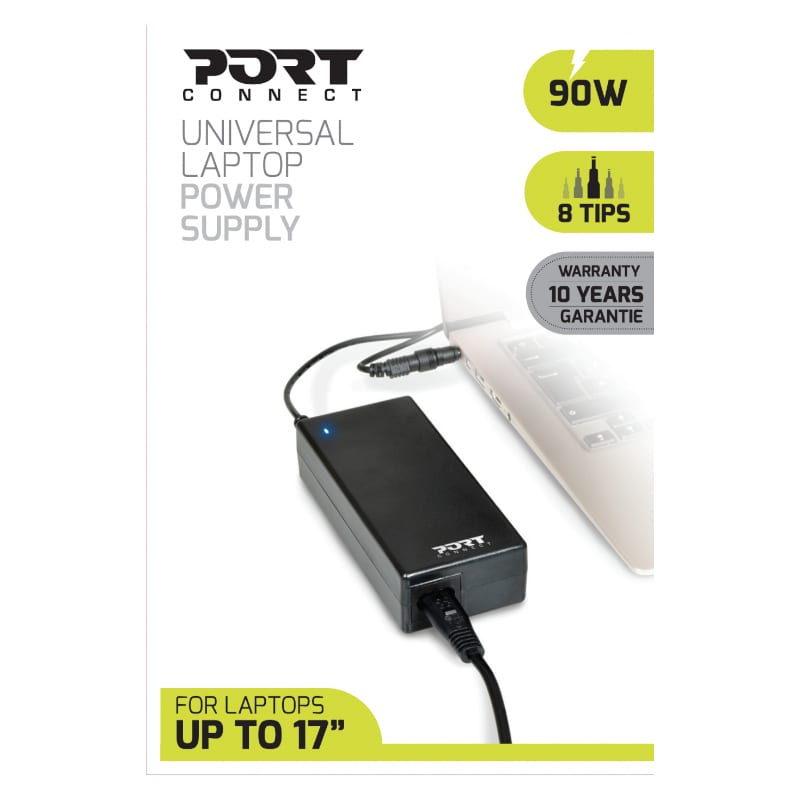 PORT
CONNECT
UNIVERSAL
LAPTOP
POWER
SUPPLY
90W
8 TIPS
WARRANTY
10 YEARS
GARANTIE
PORT
CONNECT
FOR LAPTOPS
UP TO 17”